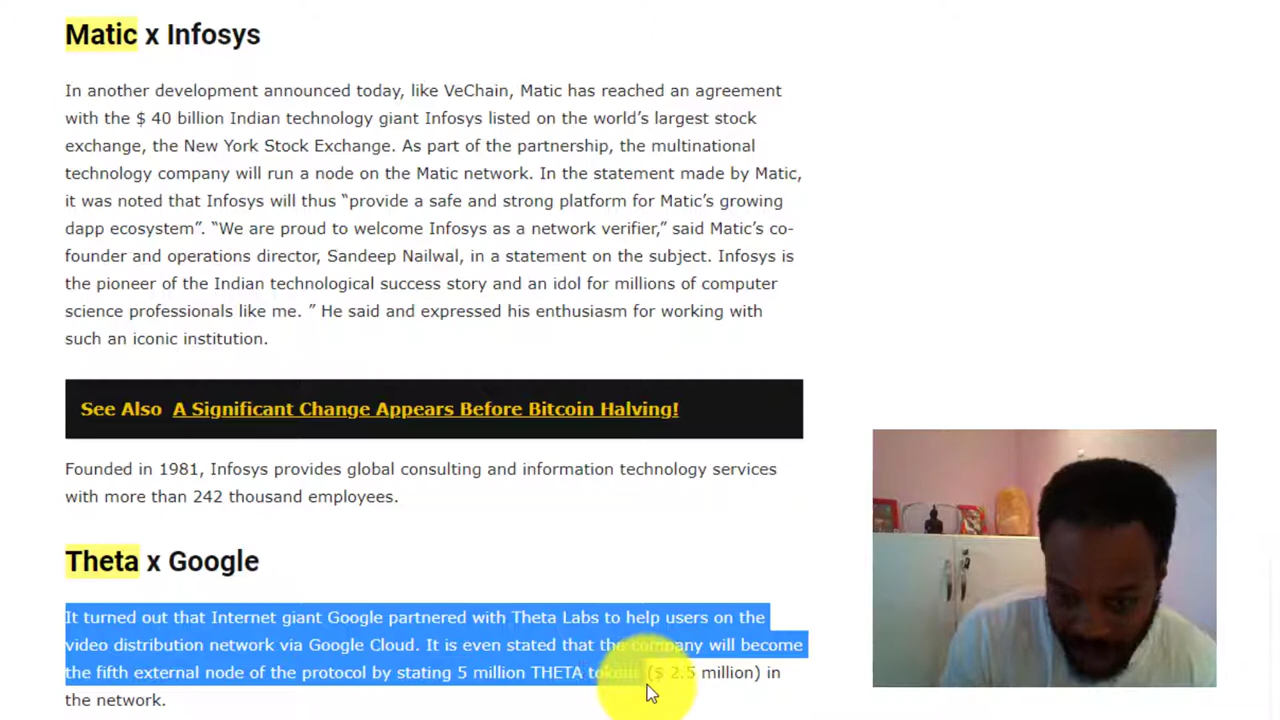 Matic x Infosys
In another development announced today, like VeChain, Matic has reached an agreement
with the $ 40 billion Indian technology giant Infosys listed on the world’s largest stock
exchange, the New York Stock Exchange. As part of the partnership, the multinational
technology company will run a node on the Matic network. In the statement made by Matic,
it was noted that Infosys will thus “provide a safe and strong platform for Matic’s growing
dapp ecosystem”. “We are proud to welcome Infosys as a network verifier,” said Matic’s co-
founder and operations director, Sandeep Nailwal, in a statement on the subject. Infosys is
the pioneer of the Indian technological success story and an idol for millions of computer
science professionals like me. ” He said and expressed his enthusiasm for working with
such an iconic institution.
See Also A Significant Change Appears Before Bitcoin Halving!
Founded in 1981, Infosys provides global consulting and information technology services
with more than 242 thousand employees.
Theta x Google
It turned out that Internet giant Google partnered with Theta Labs to help users on the
video distribution network via Google Cloud. It is even stated that the company will become
the fifth external node of the protocol by stating 5 million THETA tokens ($ 2.5 million) in
the network.